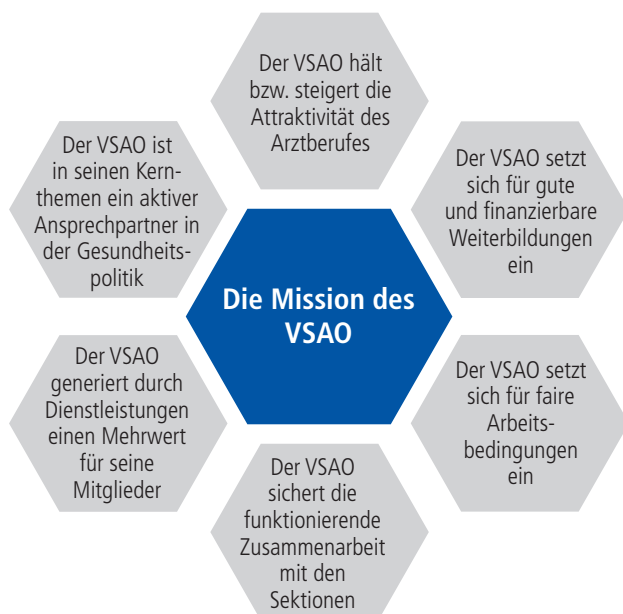 Der VSAO hält
bzw. steigert die
Attraktivität des
Arztberufes
Der VSAO ist
in seinen Kern-
themen ein aktiver
Ansprechpartner in
der Gesundheits-
politik
Der VSAO setzt
sich für gute
und finanzierbare
Weiterbildungen
ein
Die Mission des
VSAO
Der VSAO
generiert durch
Dienstleistungen
einen Mehrwert
für seine
Mitglieder
Der VSAO setzt
sich für faire
Arbeits-
bedingungen
ein
Der VSAO
sichert die
funktionierende
Zusammenarbeit
mit den
Sektionen